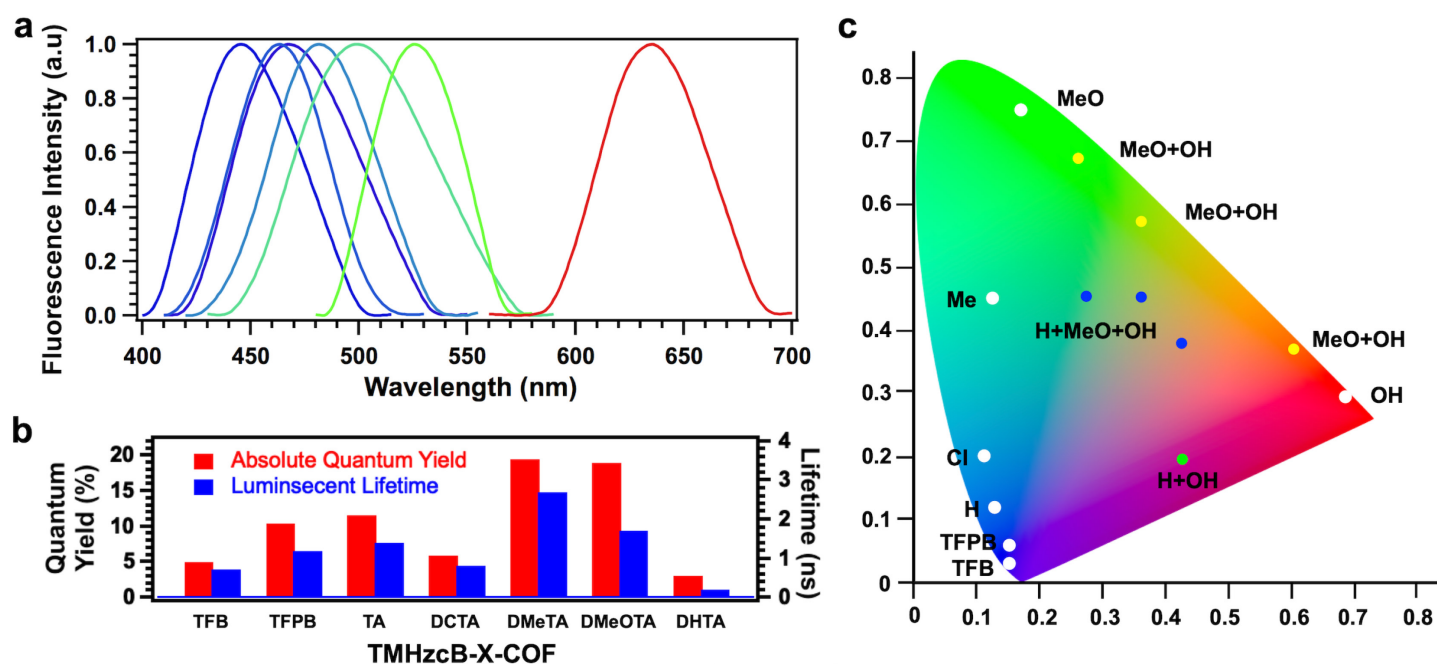 a
Fluorescence Intensity (a.u)
1.0
0.8
0.6
0.4
0.2
0.0
400 450 500 550 600 650 700
Wavelength (nm)
b
Quantum
Yield (%)
20
15
10
5
0
Absolute Quantum Yield
Luminsecent Lifetime
4
3
2
1
0
Lifetime (ns)
TFB TFPB TA DCTA DMeTA DMeOTA DHTA
TMHzcB-X-COF
c
0.8
0.7
0.6
0.5
0.4
0.3
0.2
0.1
0
MeO
MeO+OH
MeO+OH
Me
H+MeO+OH
MeO+OH
OH
Cl
H+OH
H
TFPB
TFB
0 0.1 0.2 0.3 0.4 0.5 0.6 0.7 0.8